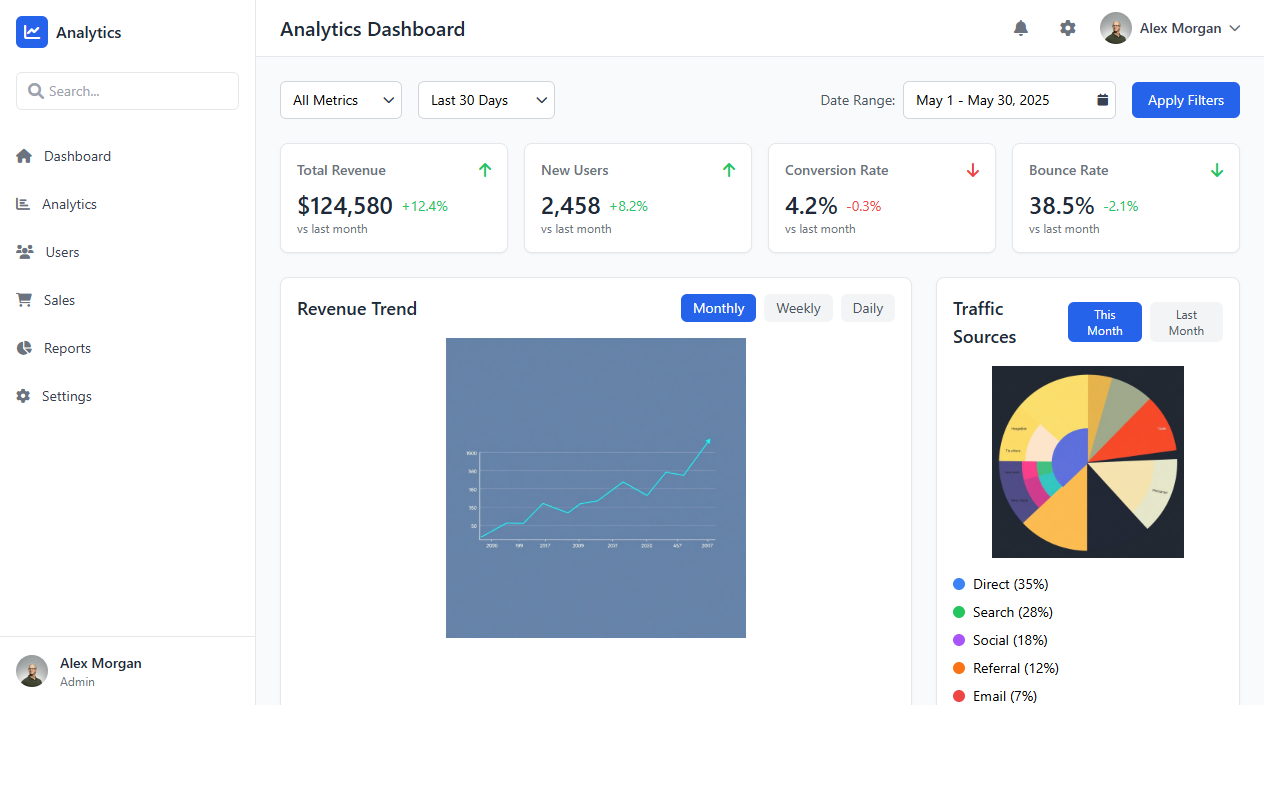 Analytics
Search...
Dashboard
Analytics
Users
Sales
Reports
Settings
Alex Morgan
Admin
Analytics Dashboard
Alex Morgan
All Metrics
Last 30 Days
Date Range:
May 1 - May 30, 2025
Apply Filters
Total Revenue
$124,580 +12.4%
vs last month
New Users
2,458 +8.2%
vs last month
Conversion Rate
4.2% -0.3%
vs last month
Bounce Rate
38.5% -2.1%
vs last month
Revenue Trend
Monthly
Weekly
Daily
Traffic
Sources
This
Month
Last
Month
Direct (35%)
Search (28%)
Social (18%)
Referral (12%)
Email (7%)